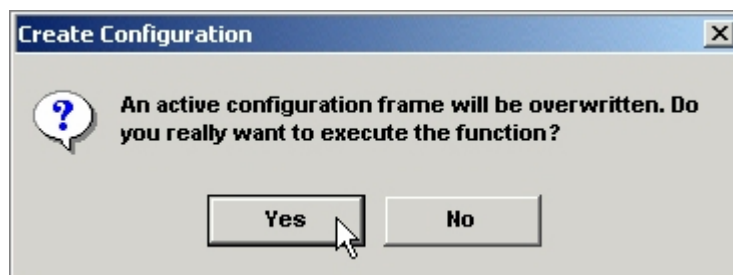 Create Configuration
An active configuration frame will be overwritten. Do
you really want to execute the function?
Yes
No